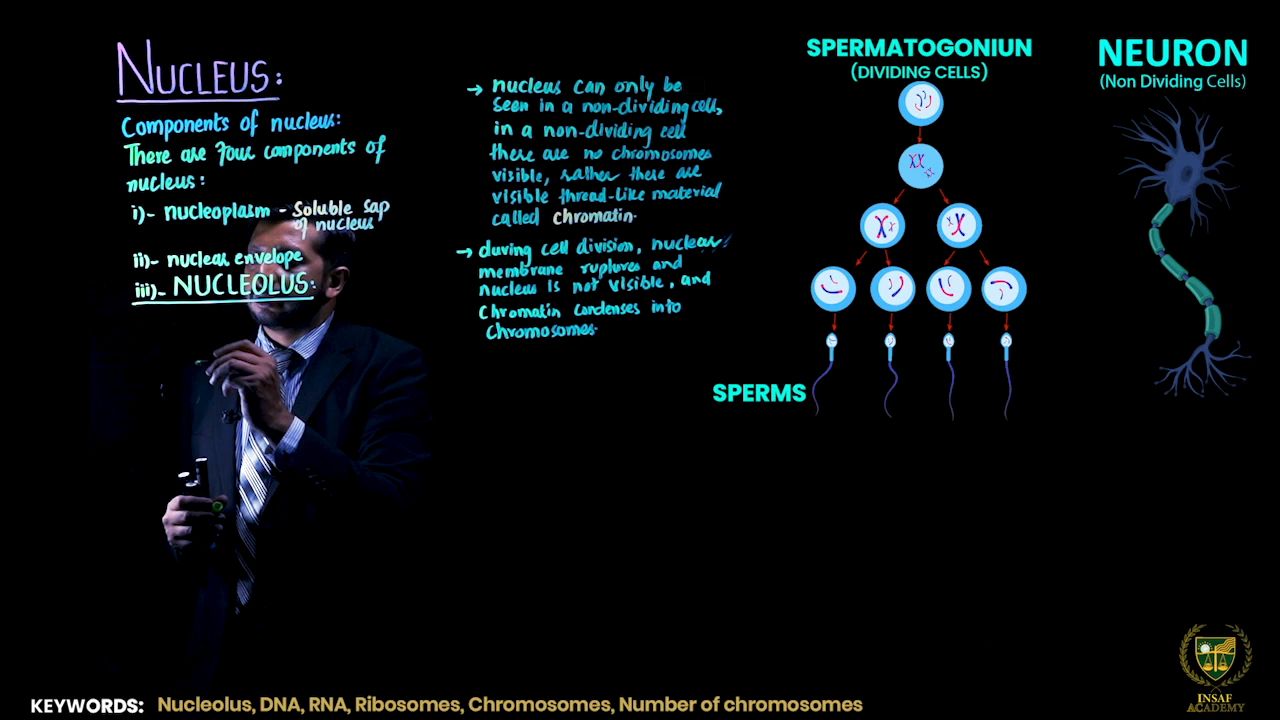 NUCLEUS:
Components of nucleus:
There are four components of
nucleus:
i)- nucleoplasm - Soluble sap
of nucleus
ii)- nuclear envelope
iii)- NUCLEOLUS:
→ nucleus can only be
seen in a non-dividing cell,
in a non-dividing cell
there are no chromosomes
visible, rather there are
visible thread-like material
called chromatin.
→ during cell division, nuclear
membrane ruptures and
nucleus is not visible, and
Chromatin condenses into
Chromosomes.
SPERMATOGONIUN
(DIVIDING CELLS)
SPERMS
NEURON
(Non Dividing Cells)
KEYWORDS: Nucleolus, DNA, RNA, Ribosomes, Chromosomes, Number of chromosomes
INSAF
ACADEMY